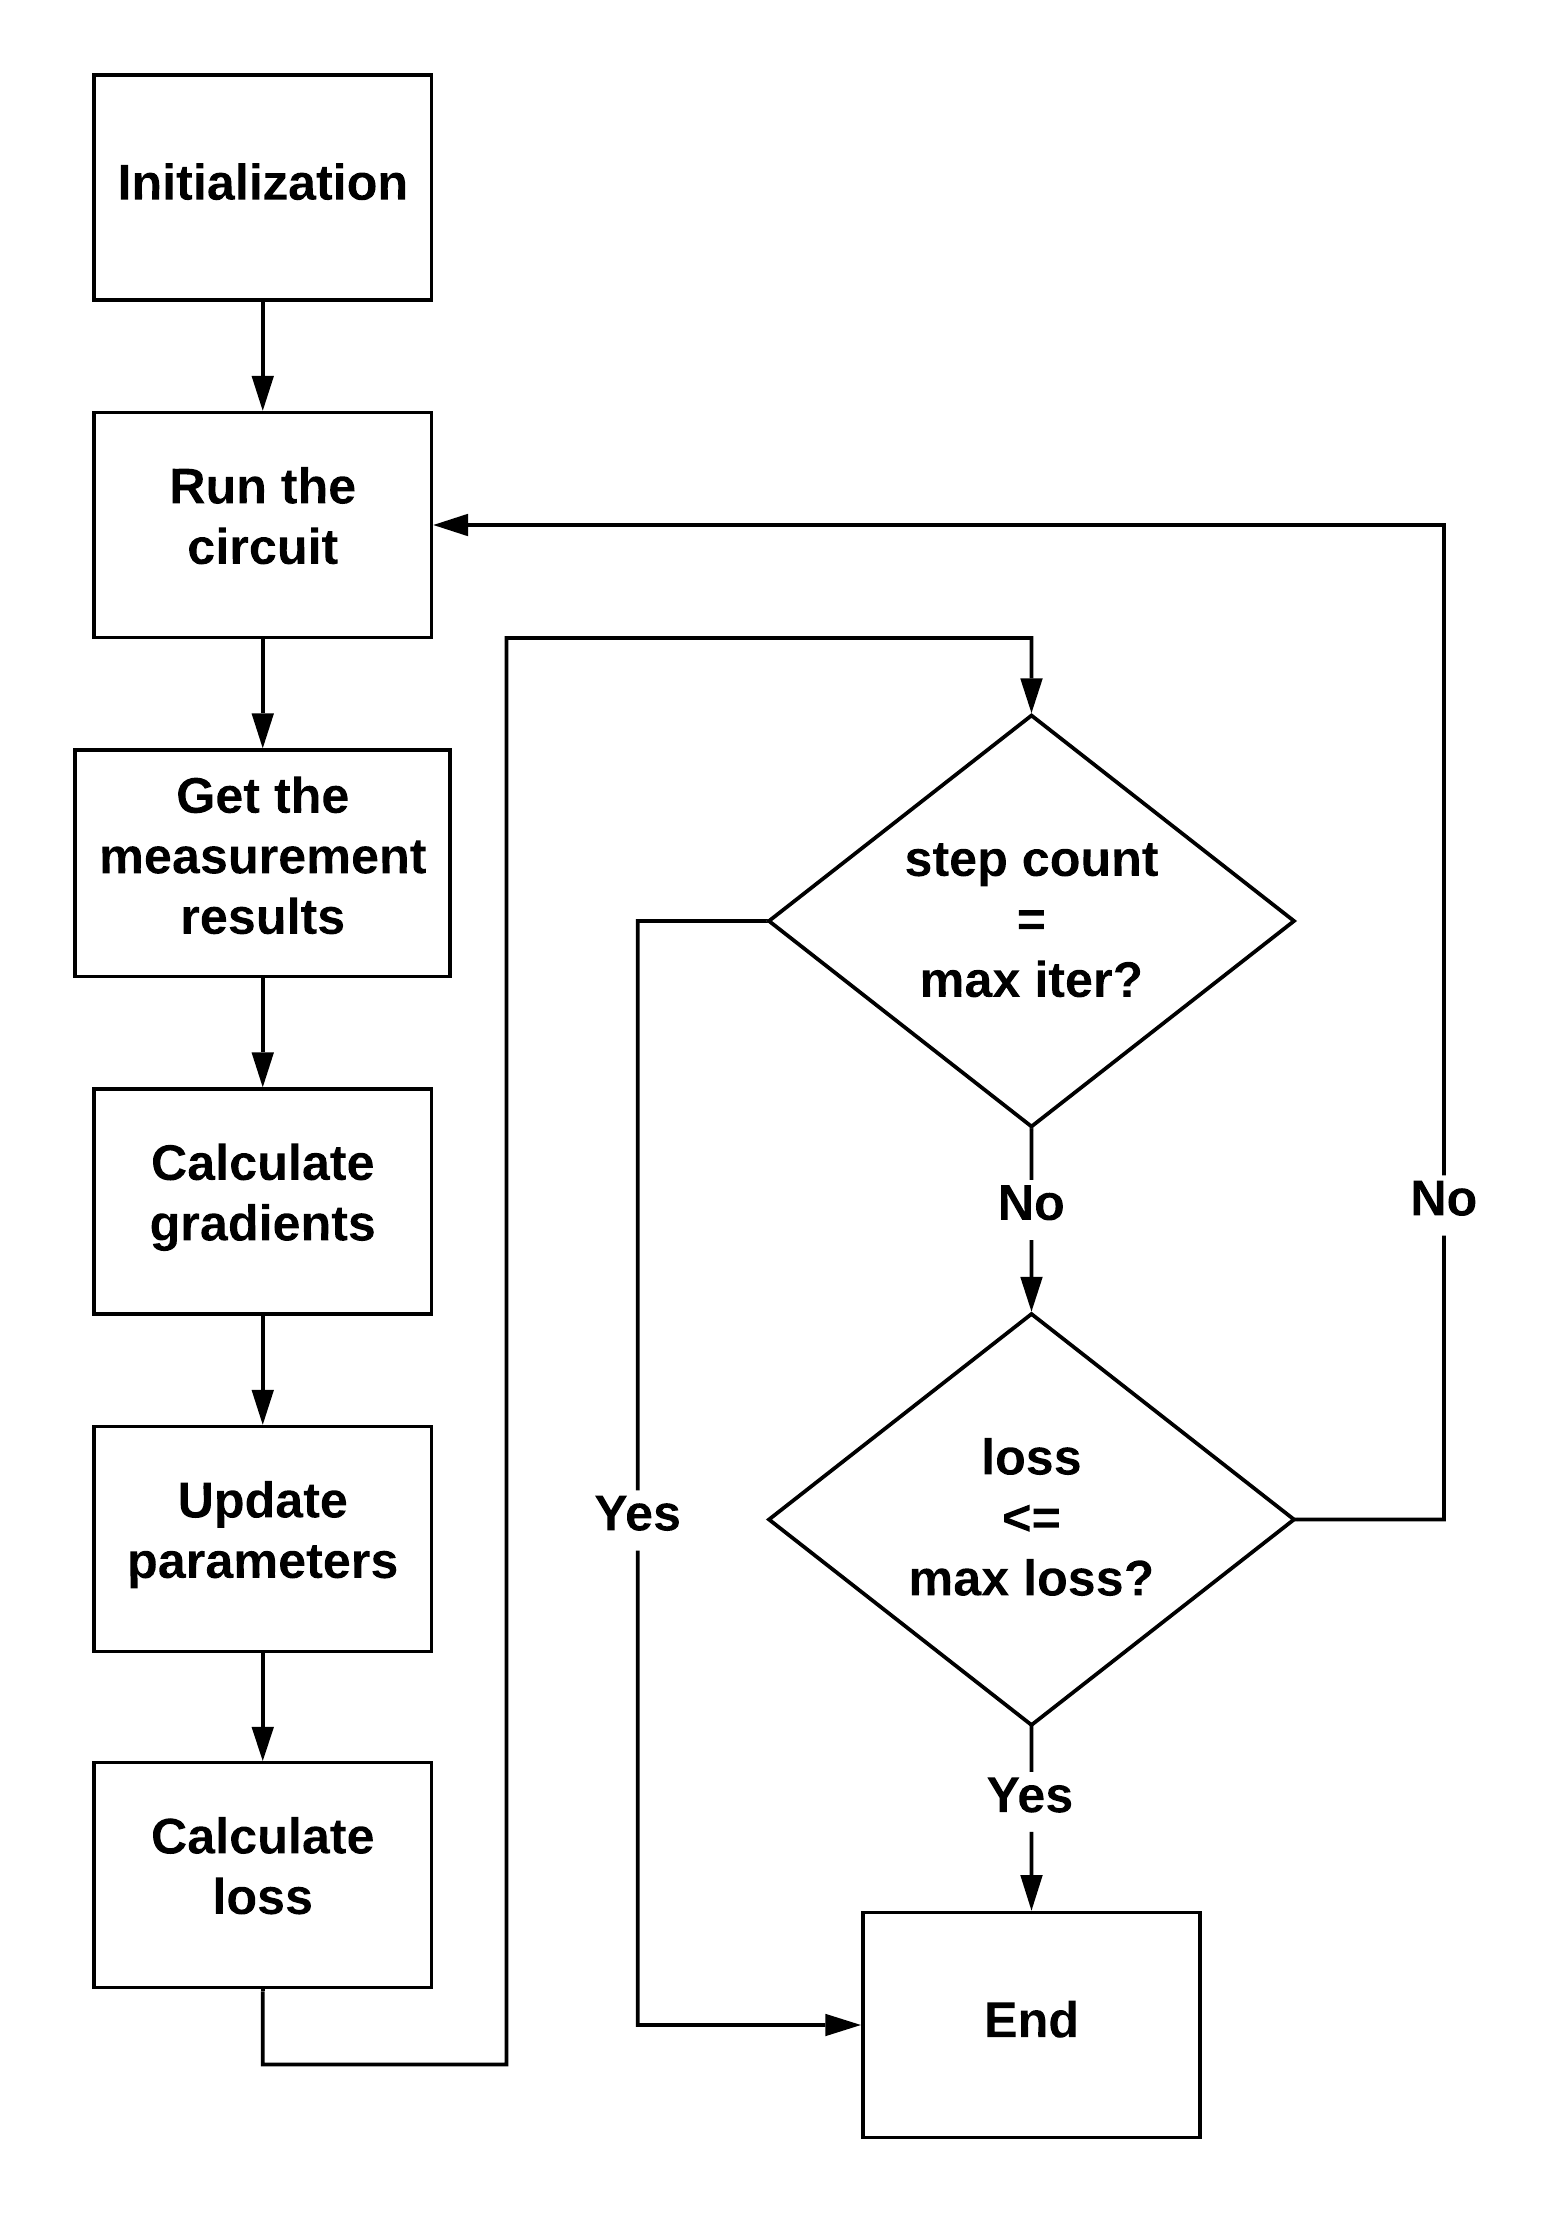 Initialization
Run the
circuit
Get the
measurement
results
Calculate
gradients
Update
parameters
Calculate
loss
step count
=
max iter?
No
No
loss
<=
max loss?
Yes
Yes
End